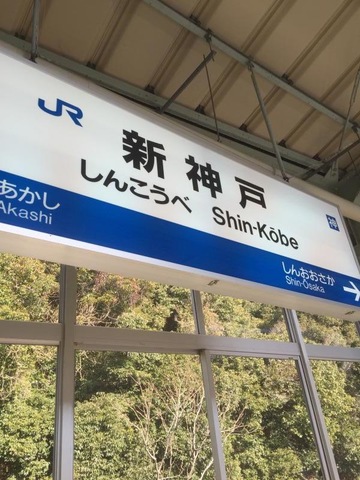 JR
新神戸
しんこうべ Shin-Kōbe
神
あかし
Akashi
しんおおさか
Shin-Ōsaka